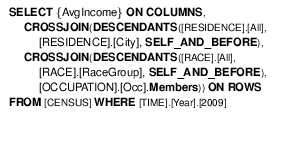 SELECT {AvgIncome} ON COLUMNS,
CROSSJOIN(DESCENDANTS([RESIDENCE].[All],
[RESIDENCE].[City], SELF_AND_BEFORE),
CROSSJOIN(DESCENDANTS([RACE].[All],
[RACE].[RaceGroup], SELF_AND_BEFORE),
[OCCUPATION].[Occ].Members)) ON ROWS
FROM [CENSUS] WHERE [TIME].[Year].[2009]